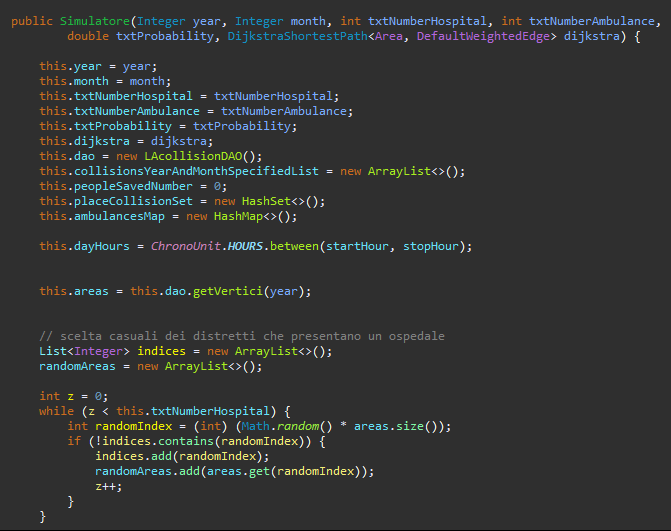 public Simulatore(Integer year, Integer month, int txtNumberHospital, int txtNumberAmbulance,
        double txtProbability, DijkstraShortestPath<Area, DefaultWeightedEdge> dijkstra) {

    this.year = year;
    this.month = month;
    this.txtNumberHospital = txtNumberHospital;
    this.txtNumberAmbulance = txtNumberAmbulance;
    this.txtProbability = txtProbability;
    this.dijkstra = dijkstra;
    this.dao = new LAcollisionDAO();
    this.collisionsYearAndMonthSpecifiedList = new ArrayList<>();
    this.peopleSavedNumber = 0;
    this.placeCollisionSet = new HashSet<>();
    this.ambulancesMap = new HashMap<>();

    this.dayHours = ChronoUnit.HOURS.between(startHour, stopHour);


    this.areas = this.dao.getVertici(year);


    // scelta casuali dei distretti che presentano un ospedale
    List<Integer> indices = new ArrayList<>();
    randomAreas = new ArrayList<>();

    int z = 0;
    while (z < this.txtNumberHospital) {
        int randomIndex = (int) (Math.random() * areas.size());
        if (!indices.contains(randomIndex)) {
            indices.add(randomIndex);
            randomAreas.add(areas.get(randomIndex));
            z++;
        }
    }